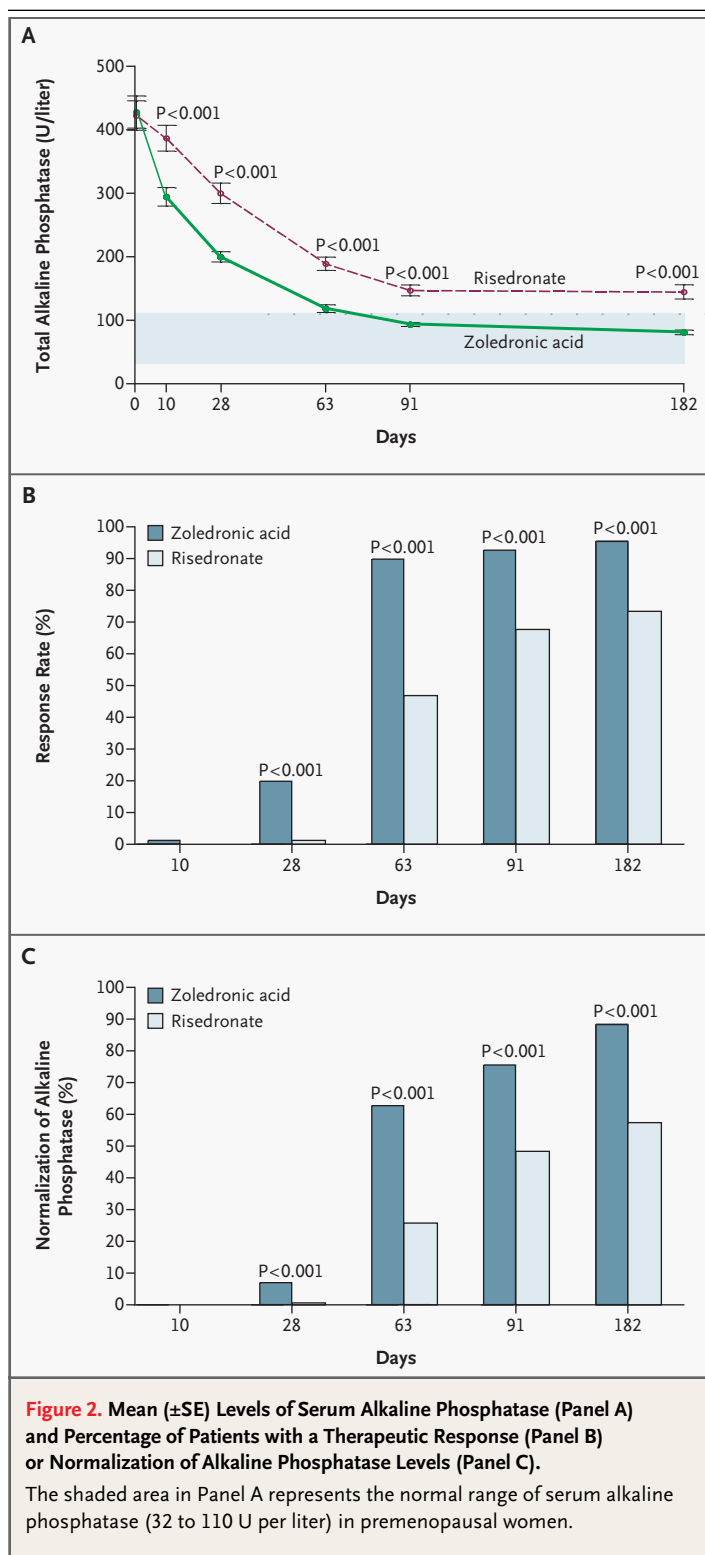 A
Total Alkaline Phosphatase (U/liter)
500
400
300
200
100
0
P<0.001
P<0.001
P<0.001
P<0.001
P<0.001
Risedronate
Zoledronic acid
0 10 28 63 91 182
Days
B
Response Rate (%)
100
90
80
70
60
50
40
30
20
10
0
Zoledronic acid
Risedronate
P<0.001
P<0.001
P<0.001
P<0.001
10 28 63 91 182
Days
C
Normalization of Alkaline
Phosphatase (%)
100
90
80
70
60
50
40
30
20
10
0
Zoledronic acid
Risedronate
P<0.001
P<0.001
P<0.001
P<0.001
10 28 63 91 182
Days
Figure 2. Mean (±SE) Levels of Serum Alkaline Phosphatase (Panel A)
and Percentage of Patients with a Therapeutic Response (Panel B)
or Normalization of Alkaline Phosphatase Levels (Panel C).
The shaded area in Panel A represents the normal range of serum alkaline
phosphatase (32 to 110 U per liter) in premenopausal women.